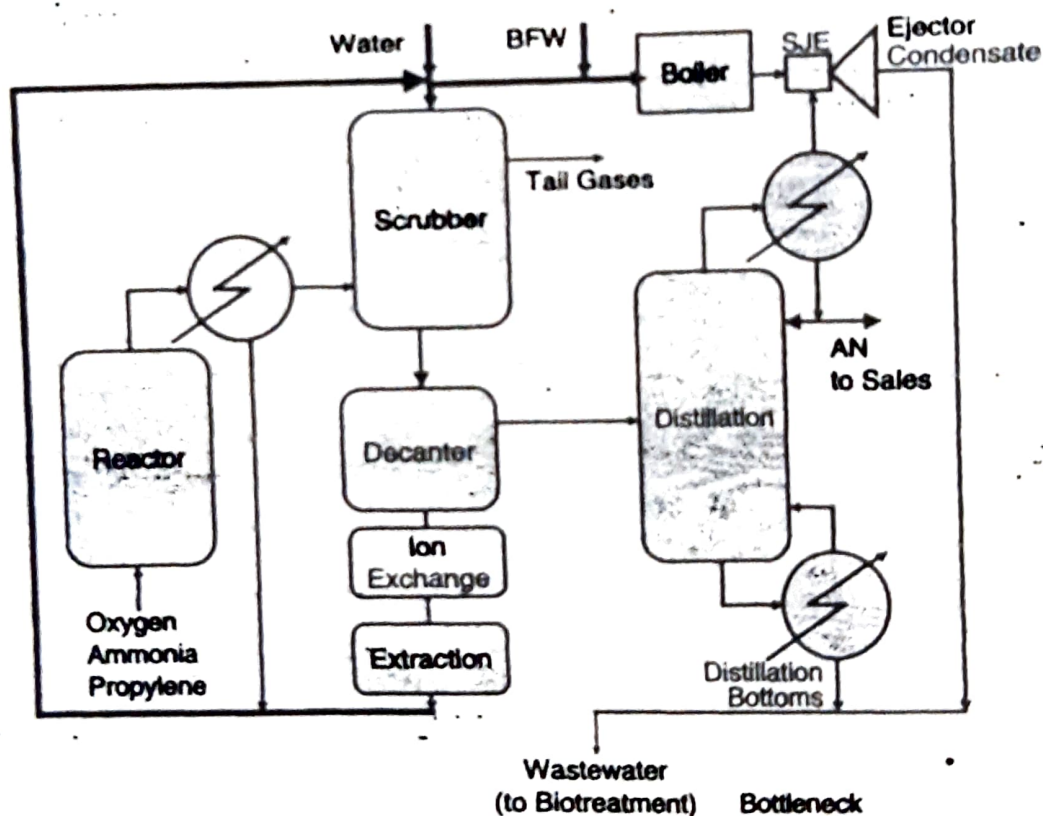 Water
BFW
Boiler
SJE
Ejector
Condensate
Scrubber
Tail Gases
Reactor
Decanter
Distillation
AN
to Sales
Ion
Exchange
Extraction
Oxygen
Ammonia
Propylene
Distillation
Bottoms
Wastewater
(to Biotreatment)
Bottleneck